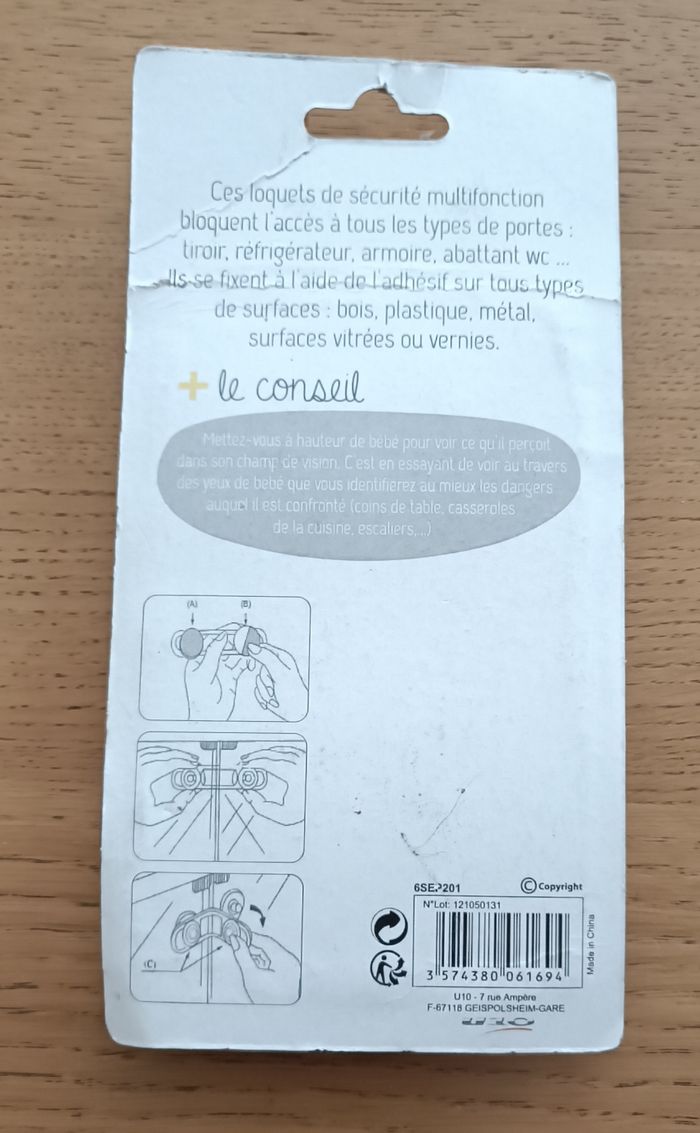 Ces loquets de sécurité multifonction
bloquent l'accès à tous les types de portes :
tiroir, réfrigérateur, armoire, abattant wc ...
Ils se fixent à l'aide de l'adhésif sur tous types
de surfaces : bois, plastique, métal,
surfaces vitrées ou vernies.
+ le conseil
Mettez-vous à hauteur de bébé pour voir ce qu'il perçoit
dans son champ de vision. C'est en essayant de voir au travers
des yeux de bébé que vous identifierez au mieux les dangers
auquel il est confronté (coins de table, casseroles
de la cuisine, escaliers,...)
(A) (B)
(C)
© Copyright
N°Lot: 121050131
Made in China
3 574380 061694
U10 - 7 rue Ampère
F-67118 GEISPOLSHEIM-GARE